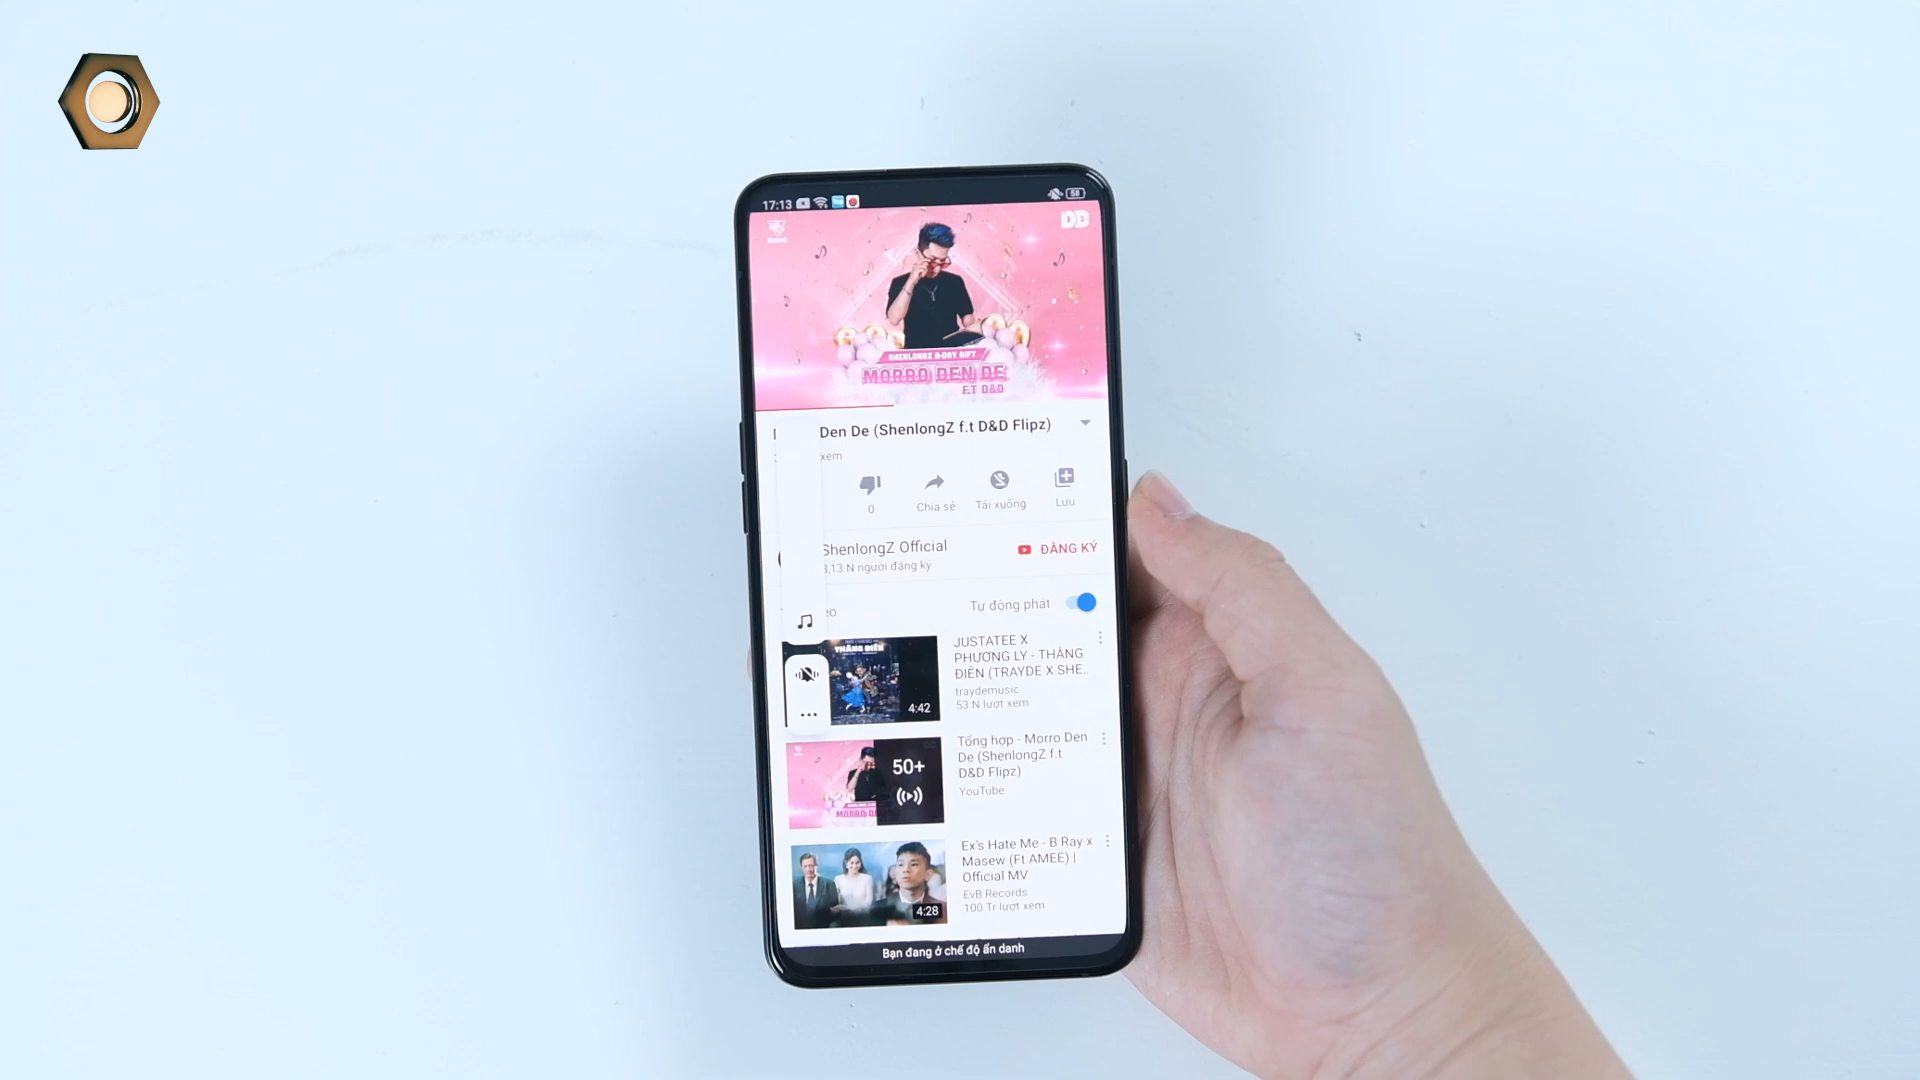 17:13
58
SHENLONGZ B-DAY GIFT
MORRO DEN DE
F.T D&D
Den De (ShenlongZ f.t D&D Flipz)
xem
0
Chia sẻ
Tải xuống
Lưu
ShenlongZ Official
3,13 N người đăng ký
ĐĂNG KÝ
eo
Tự động phát
THẰNG ĐIÊN
4:42
JUSTATEE X
PHƯƠNG LY - THẰNG
ĐIÊN (TRAYDE X SHE..
traydemusic
53 N lượt xem
50+
Tổng hợp - Morro Den
De (ShenlongZ f.t
D&D Flipz)
YouTube
4:28
Ex's Hate Me - B Ray x
Masew (Ft AMEE) |
Official MV
EvB Records
100 Tr lượt xem
Bạn đang ở chế độ ẩn danh